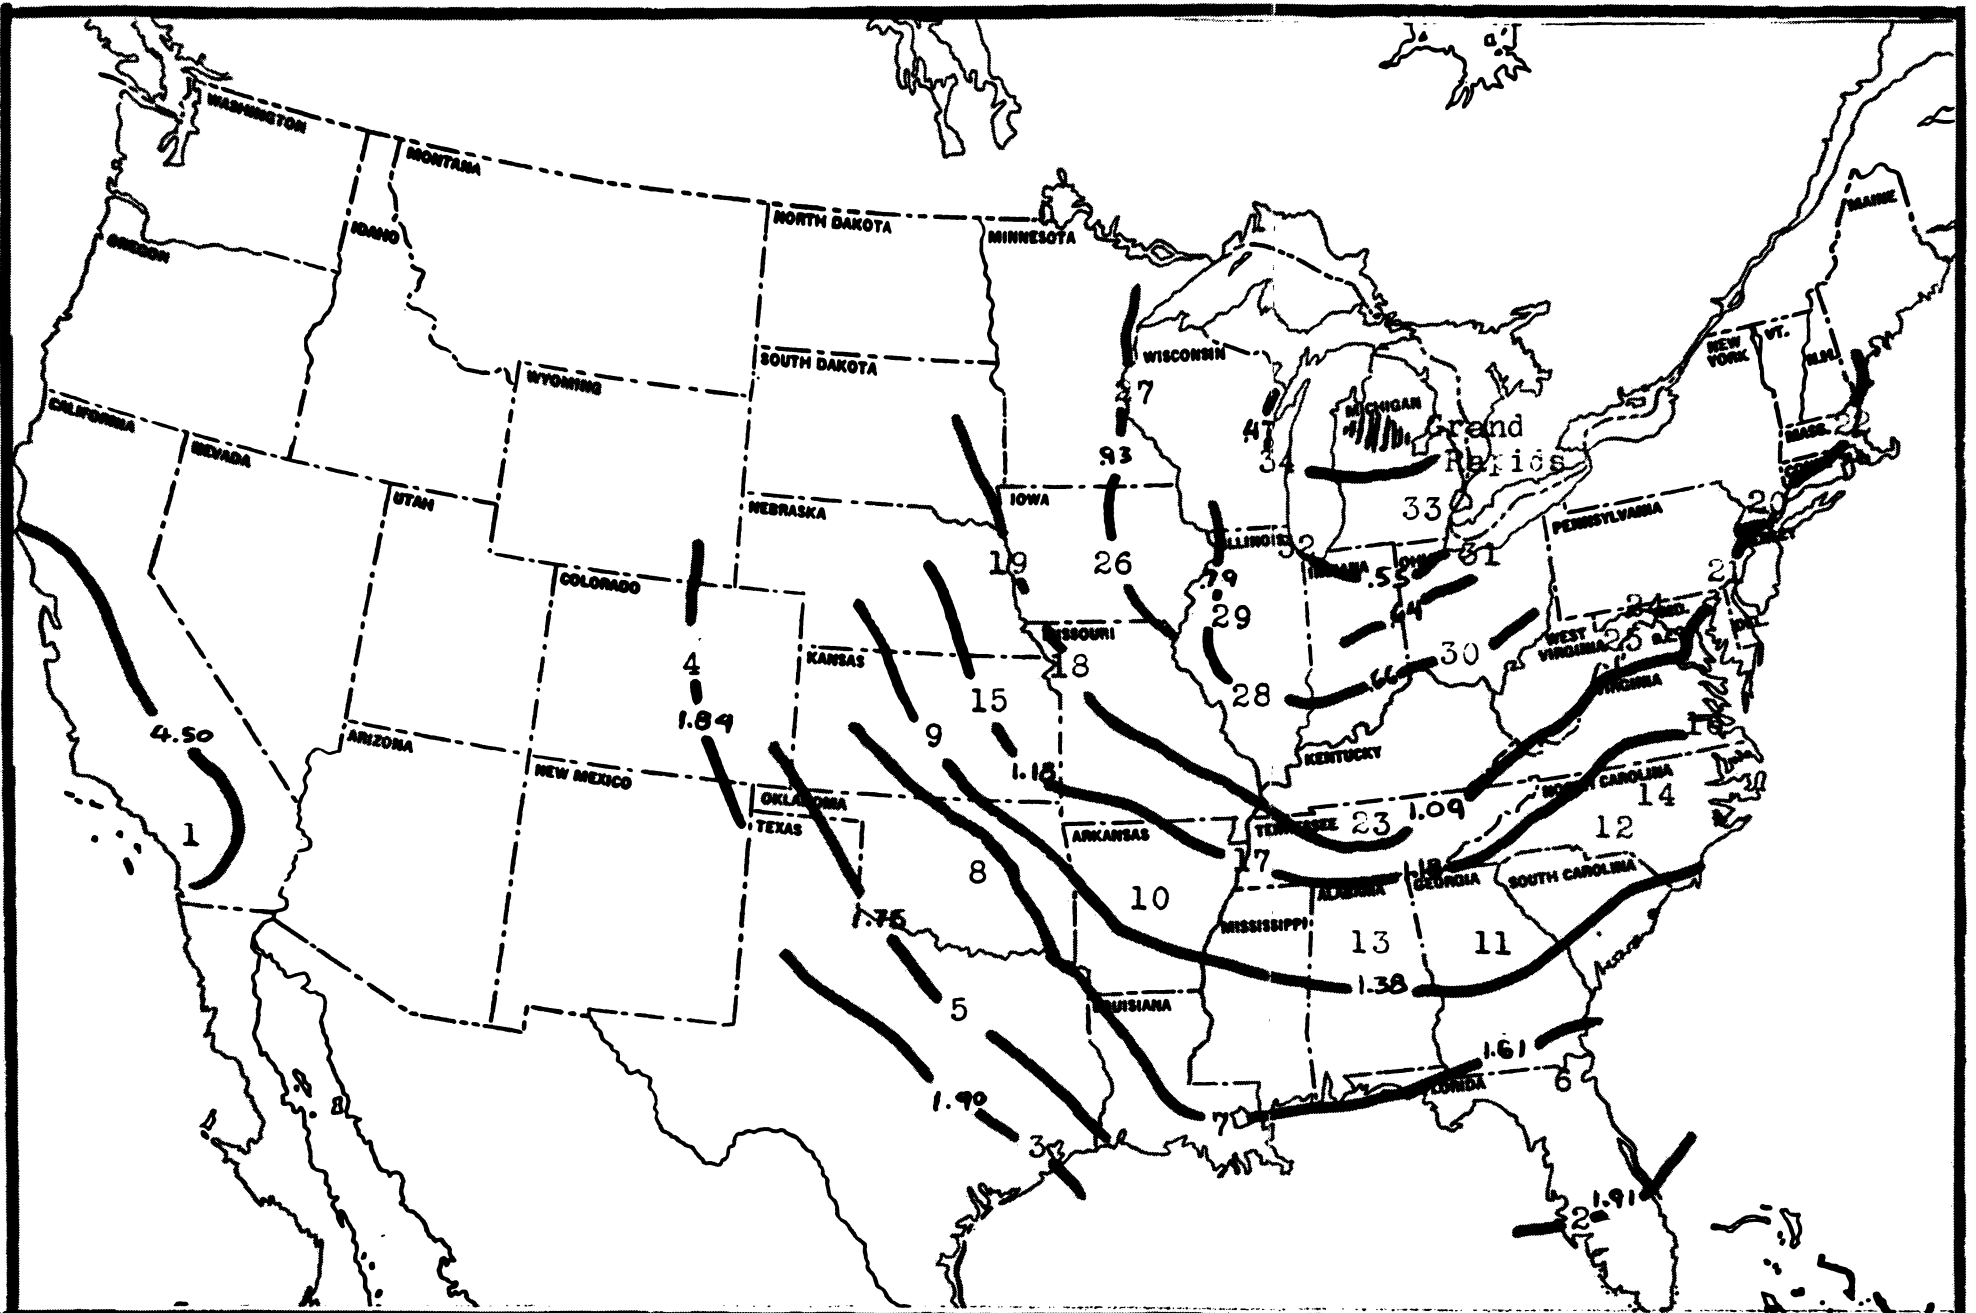 WASHINGTON
MONTANA
MAINE
NORTH DAKOTA
MINNESOTA
IDAHO
OREGON
NEW
YORK
VT.
N.H.
WISCONSIN
SOUTH DAKOTA
WYOMING
CALIFORNIA
MICHIGAN
Grand
Rapids
MASS.
22
NEVADA
.93
.47
34
UTAH
IOWA
NEBRASKA
33
20
PENNSYLVANIA
ILLINOIS
32
31
19
26
INDIANA
OHIO
.55
COLORADO
.79
29
.64
MISSOURI
WEST
VIRGINIA
25
KANSAS
4
18
30
.66
28
VIRGINIA
15
1.84
4.50
9
ARIZONA
KENTUCKY
1.18
NEW MEXICO
OKLAHOMA
NORTH CAROLINA
14
1.09
TEXAS
ARKANSAS
TENNESSEE
23
12
1
17
8
ALABAMA
GEORGIA
SOUTH CAROLINA
10
1.76
MISSISSIPPI
13
11
1.38
5
LOUISIANA
1.61
FLORIDA
6
1.90
7
3
1.91
2